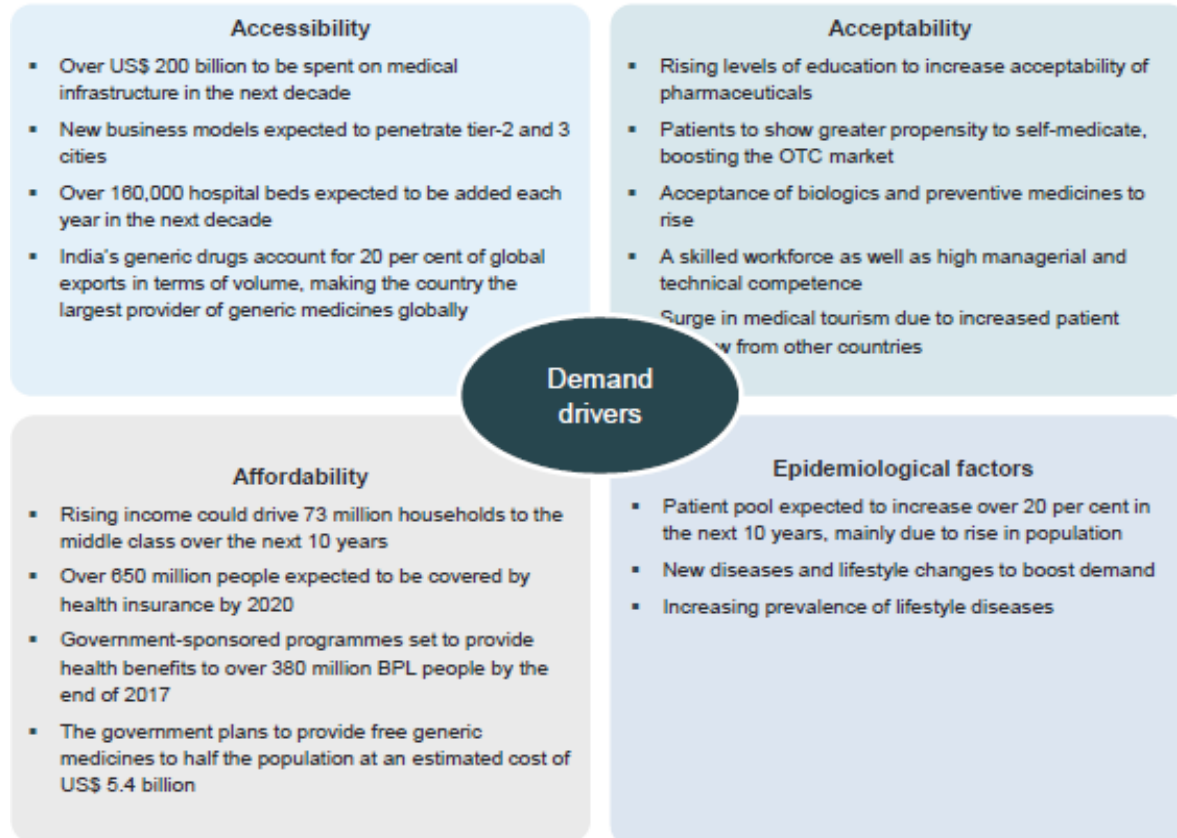 Accessibility
▪ Over US$ 200 billion to be spent on medical
infrastructure in the next decade
▪ New business models expected to penetrate tier-2 and 3
cities
▪ Over 160,000 hospital beds expected to be added each
year in the next decade
▪ India's generic drugs account for 20 per cent of global
exports in terms of volume, making the country the
largest provider of generic medicines globally
Acceptability
▪ Rising levels of education to increase acceptability of
pharmaceuticals
▪ Patients to show greater propensity to self-medicate,
boosting the OTC market
▪ Acceptance of biologics and preventive medicines to
rise
▪ A skilled workforce as well as high managerial and
technical competence
Surge in medical tourism due to increased patient
from other countries
Demand
drivers
Affordability
▪ Rising income could drive 73 million households to the
middle class over the next 10 years
▪ Over 650 million people expected to be covered by
health insurance by 2020
▪ Government-sponsored programmes set to provide
health benefits to over 380 million BPL people by the
end of 2017
▪ The government plans to provide free generic
medicines to half the population at an estimated cost of
US$ 5.4 billion
Epidemiological factors
▪ Patient pool expected to increase over 20 per cent in
the next 10 years, mainly due to rise in population
▪ New diseases and lifestyle changes to boost demand
▪ Increasing prevalence of lifestyle diseases